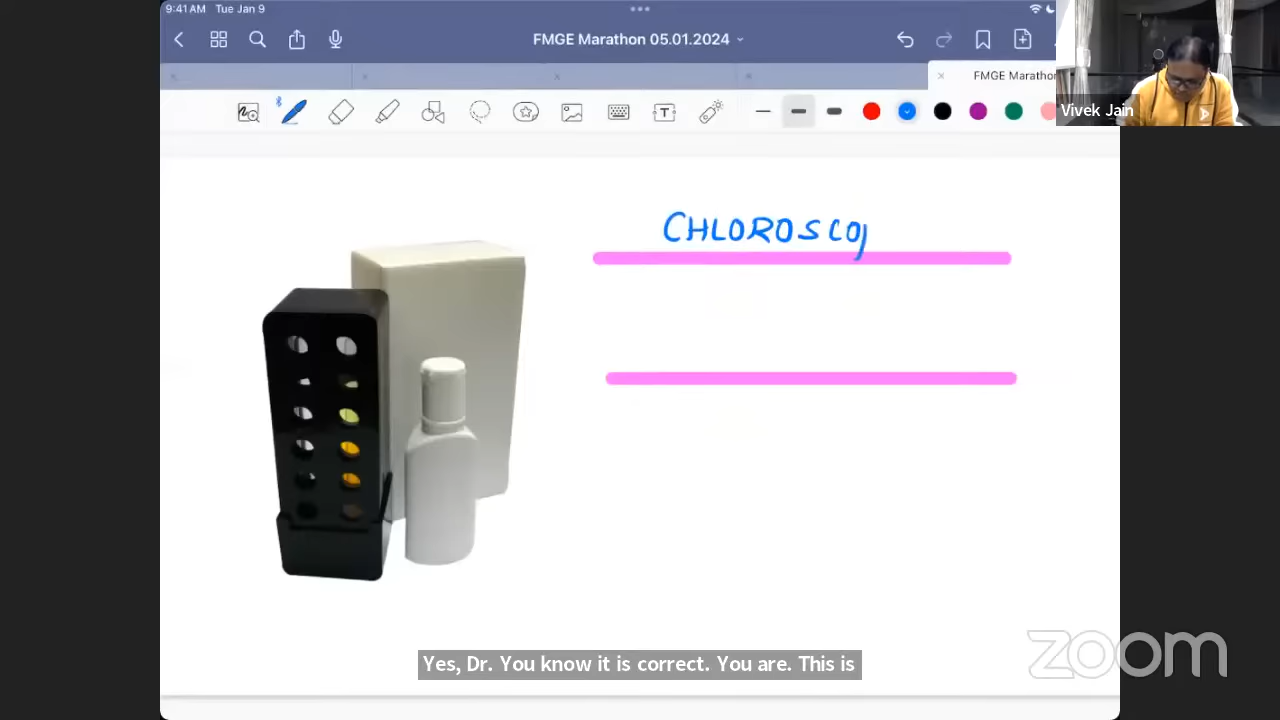 9:41 AM Tue Jan 9
FMGE Marathon 05.01.2024
FMGE Marathon
T
Vivek Jain
CHLOROSCOP
Yes, Dr. You know it is correct. You are. This is
zoom